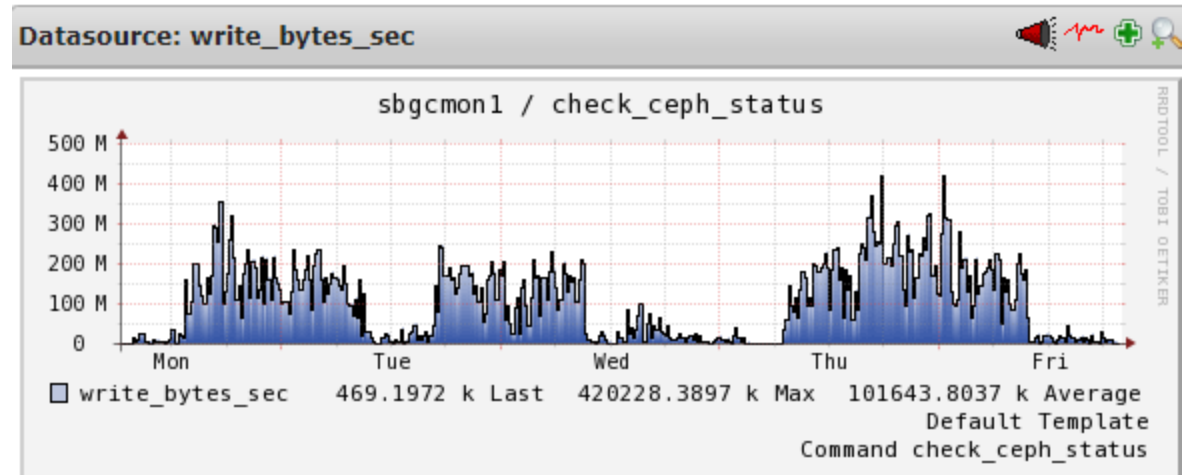 Datasource: write_bytes_sec
sbgcmon1 / check_ceph_status
RRDTOOL / TOBI OETIKER
500 M
400 M
300 M
200 M
100 M
0
Mon Tue Wed Thu Fri
write_bytes_sec 469.1972 k Last 420228.3897 k Max 101643.8037 k Average
Default Template
Command check_ceph_status